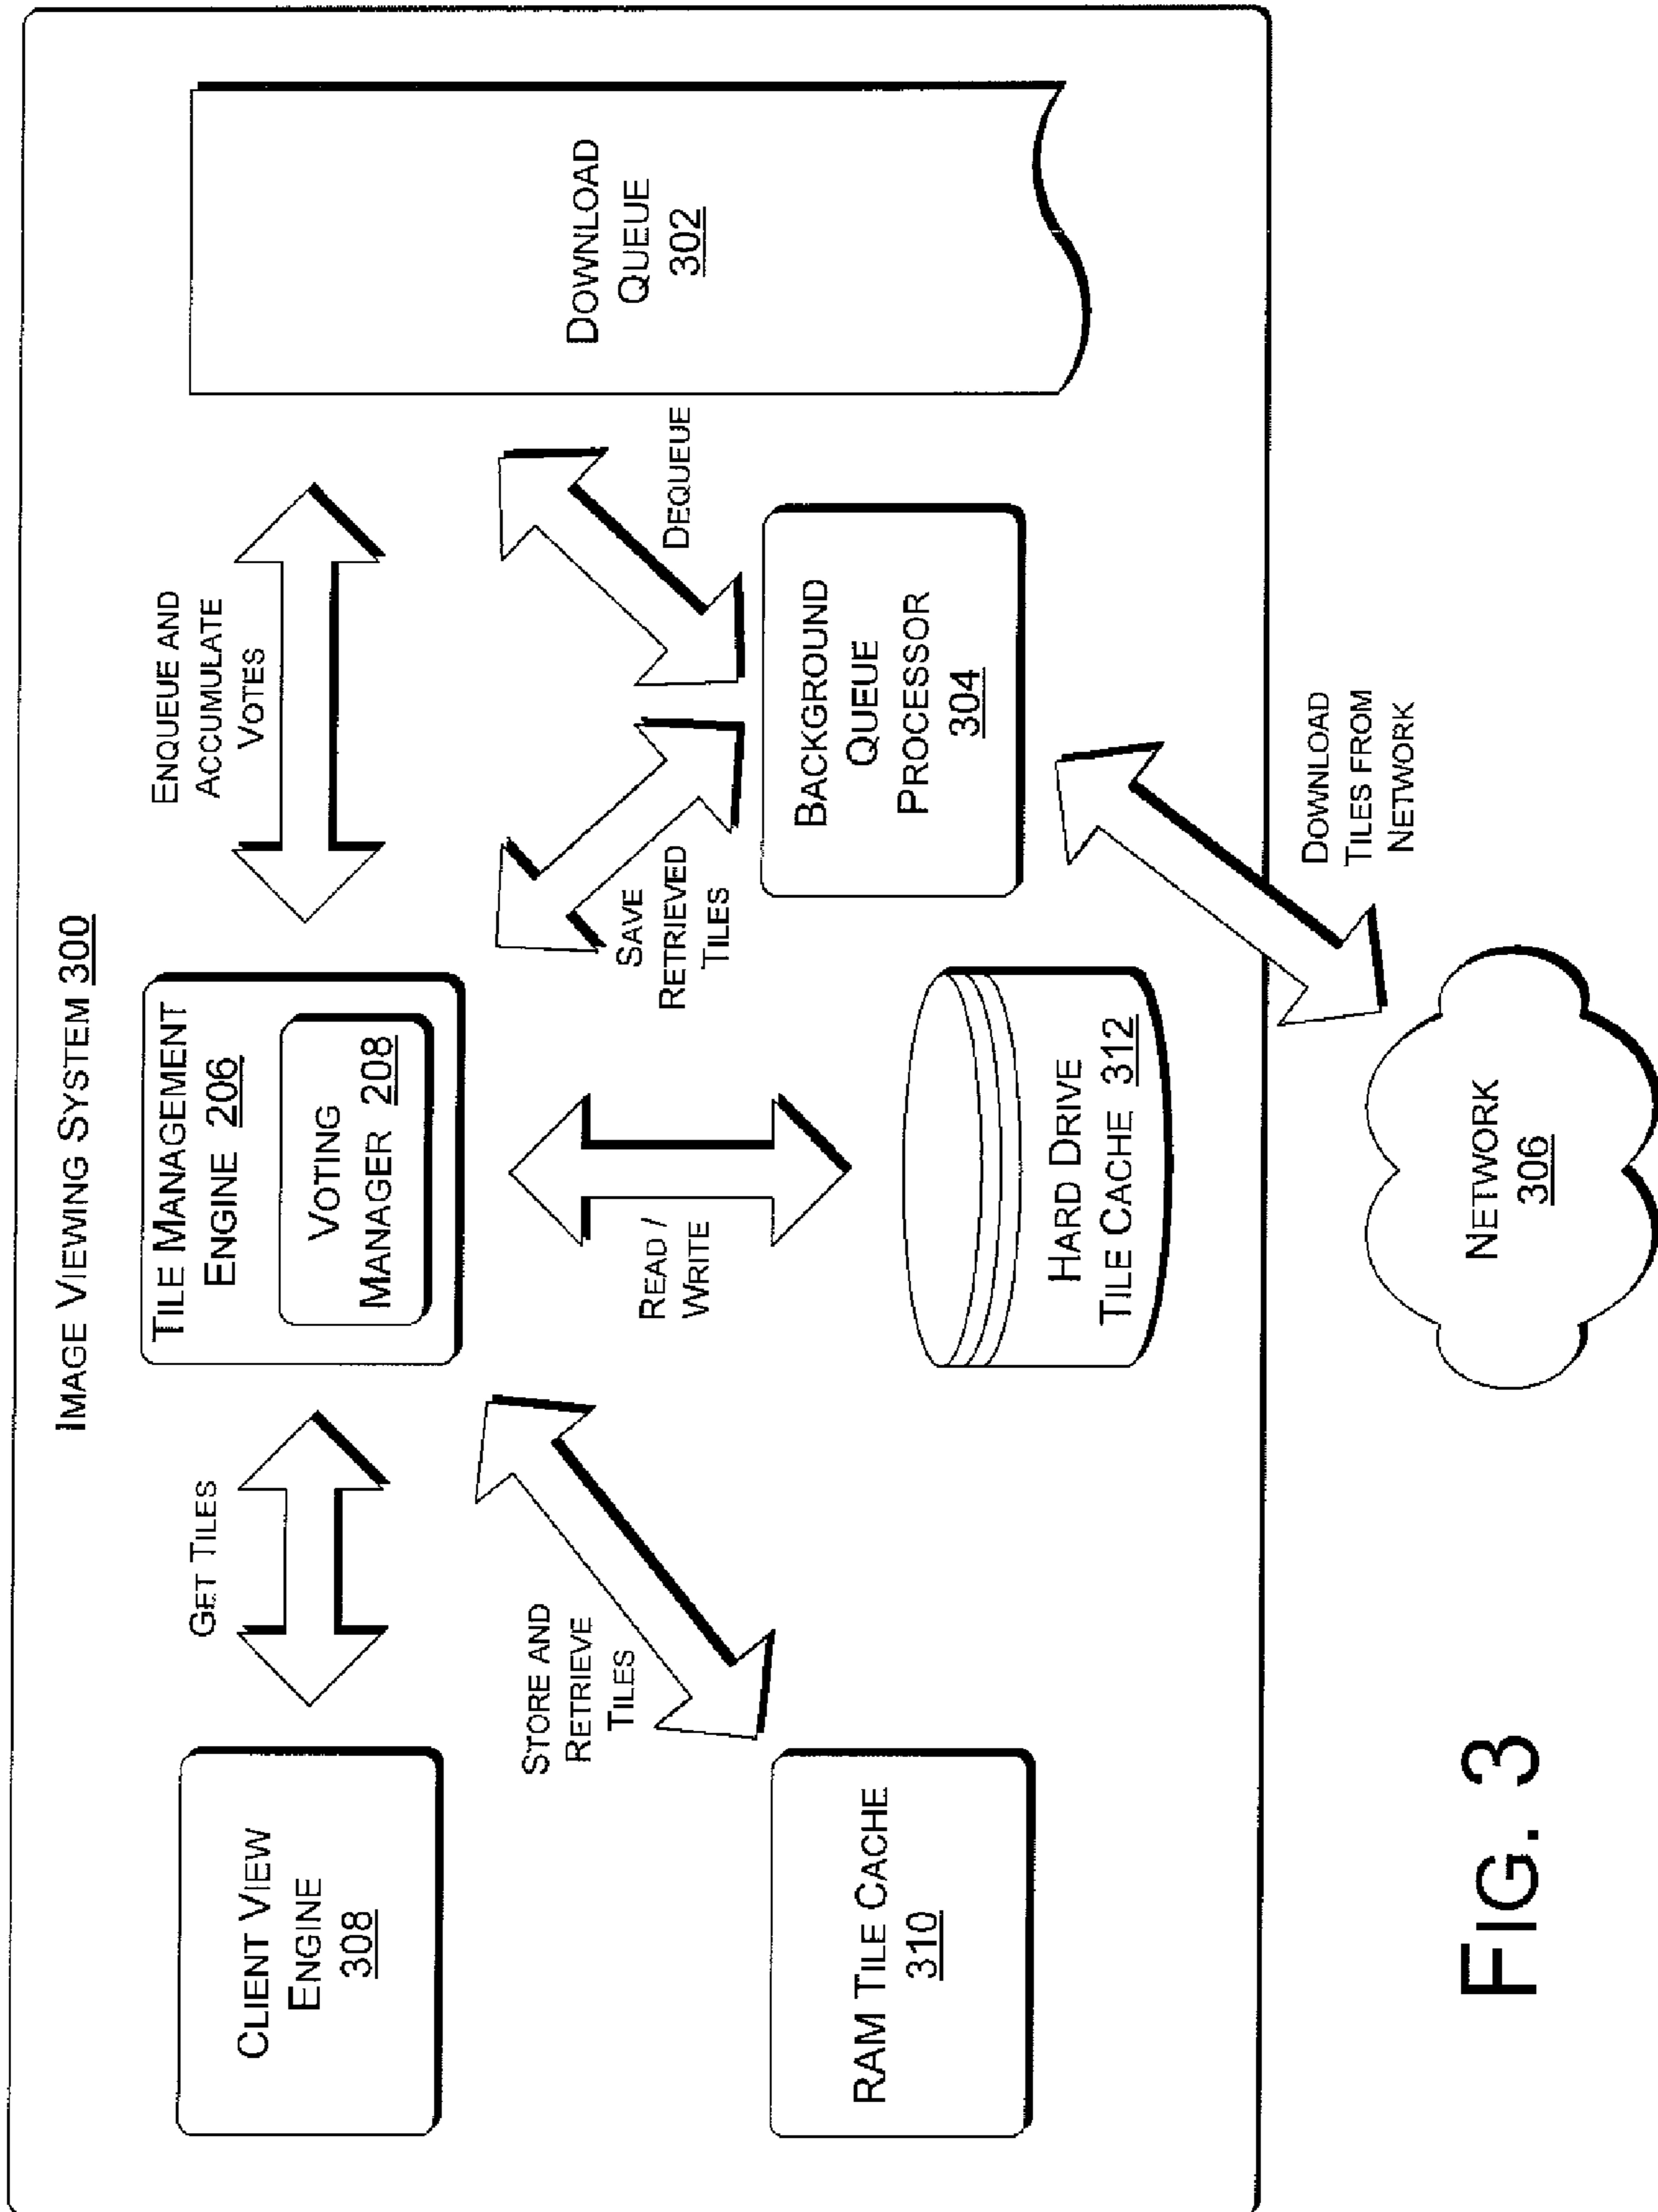 IMAGE VIEWING SYSTEM 300
CLIENT VIEW
ENGINE
308
GET TILES
TILE MANAGEMENT
ENGINE 206
VOTING
MANAGER 208
ENQUEUE AND
ACCUMULATE
VOTES
DOWNLOAD
QUEUE
302
STORE AND
RETRIEVE
TILES
READ /
WRITE
SAVE
RETRIEVED
TILES
DEQUEUE
RAM TILE CACHE
310
HARD DRIVE
TILE CACHE 312
BACKGROUND
QUEUE
PROCESSOR
304
DOWNLOAD
TILES FROM
NETWORK
NETWORK
306
FIG. 3